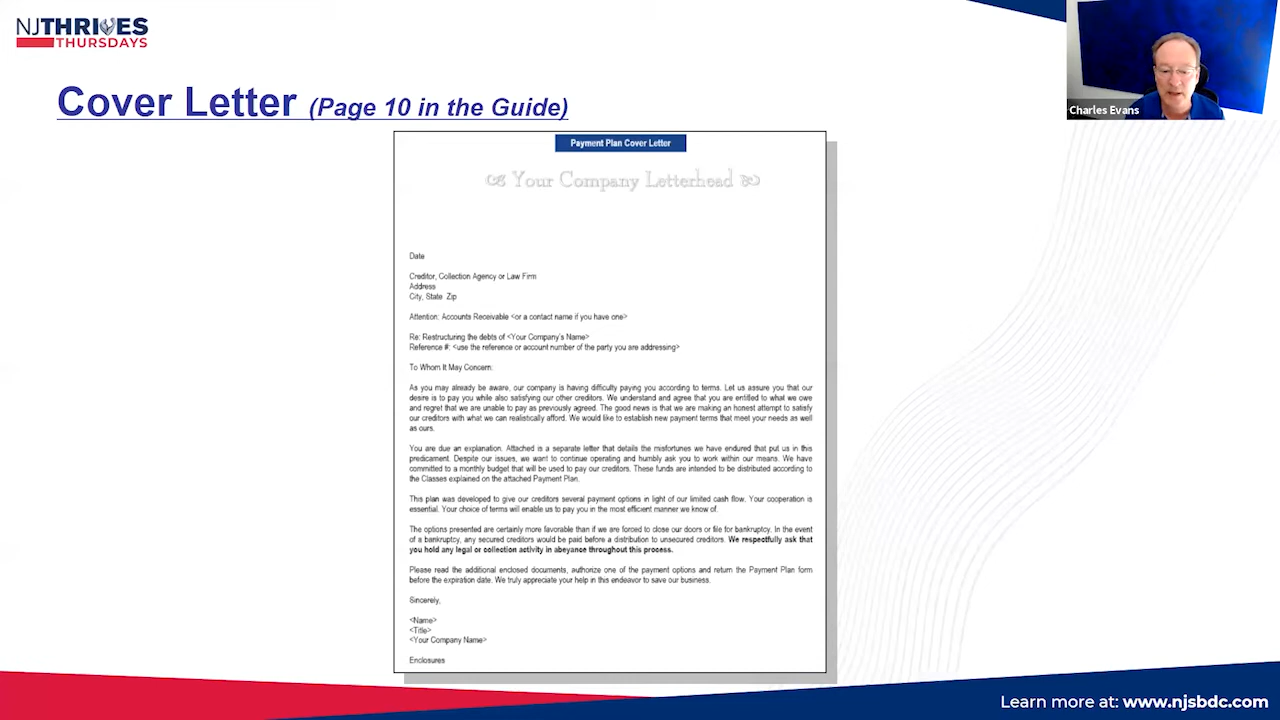 NJTHRIVES
THURSDAYS
Charles Evans
Cover Letter (Page 10 in the Guide)
Payment Plan Cover Letter
Your Company Letterhead
Date
Creditor, Collection Agency or Law Firm
Address
City, State Zip
Attention: Accounts Receivable <or a contact name if you have one>
Re: Restructuring the debts of <Your Company's Name>
Reference #: <use the reference or account number of the party you are addressing>
To Whom It May Concern:
As you may already be aware, our company is having difficulty paying you according to terms. Let us assure you that our
desire is to pay you while also satisfying our other creditors. We understand and agree that you are entitled to what we owe
and regret that we are unable to pay as previously agreed. The good news is that we are making an honest attempt to satisfy
our creditors with what we can realistically afford. We would like to establish new payment terms that meet your needs as well
as ours.
You are due an explanation. Attached is a separate letter that details the misfortunes we have endured that put us in this
predicament. Despite our issues, we want to continue operating and humbly ask you to work within our means. We have
committed to a monthly budget that will be used to pay our creditors. These funds are intended to be distributed according to
the Classes explained on the attached Payment Plan.
This plan was developed to give our creditors several payment options in light of our limited cash flow. Your cooperation is
essential. Your choice of terms will enable us to pay you in the most efficient manner we know of.
The options presented are certainly more favorable than if we are forced to close our doors or file for bankruptcy. In the event
of a bankruptcy, any secured creditors would be paid before a distribution to unsecured creditors. We respectfully ask that
you hold any legal or collection activity in abeyance throughout this process.
Please read the additional enclosed documents, authorize one of the payment options and return the Payment Plan form
before the expiration date. We truly appreciate your help in this endeavor to save our business.
Sincerely,
<Name>
<Title>
<Your Company Name>
Enclosures
Learn more at: www.njsbdc.com